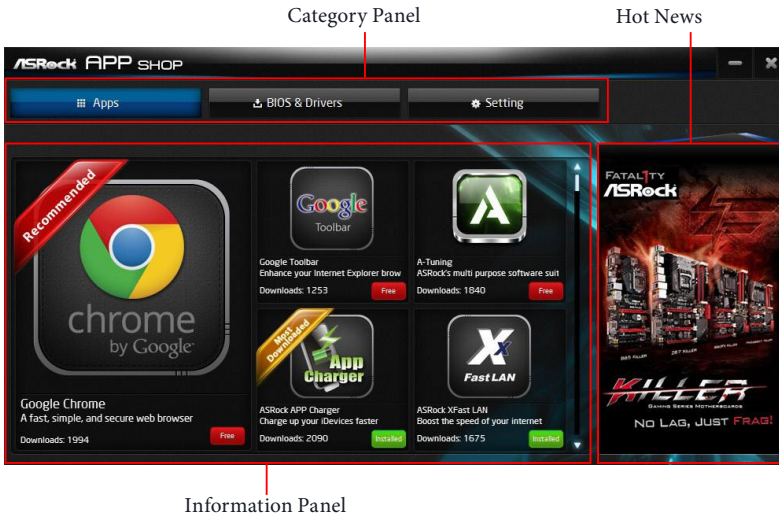 Category Panel
Hot News
ASRock APP SHOP
Apps
BIOS & Drivers
Setting
Recommended
chrome
by Google
Google Chrome
A fast, simple, and secure web browser
Downloads: 1994
Free
Google
Toolbar
Google Toolbar
Enhance your Internet Explorer brow
Downloads: 1253
Free
A-Tuning
ASRock's multi purpose software suit
Downloads: 1840
Free
Most
Downloaded
App
Charger
ASRock APP Charger
Charge up your iDevices faster
Downloads: 2090
Installed
X
Fast LAN
ASRock XFast LAN
Boost the speed of your internet
Downloads: 1675
Installed
FATAL1TY
ASRock
B85 KILLER
Z87 KILLER
KILLER
GAMING SERIES MOTHERBOARDS
NO LAG, JUST FRAG!
Information Panel